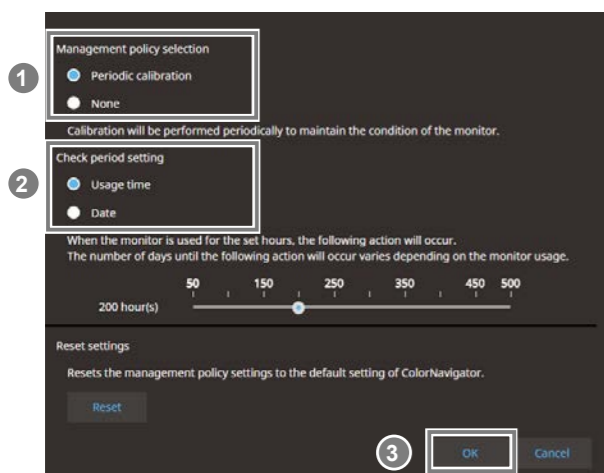 Management policy selection
1
Periodic calibration
None
Calibration will be performed periodically to maintain the condition of the monitor.
Check period setting
2
Usage time
Date
When the monitor is used for the set hours, the following action will occur.
The number of days until the following action will occur varies depending on the monitor usage.
50 150 250 350 450 500
200 hour(s)
Reset settings
Resets the management policy settings to the default setting of ColorNavigator.
Reset
3 OK Cancel